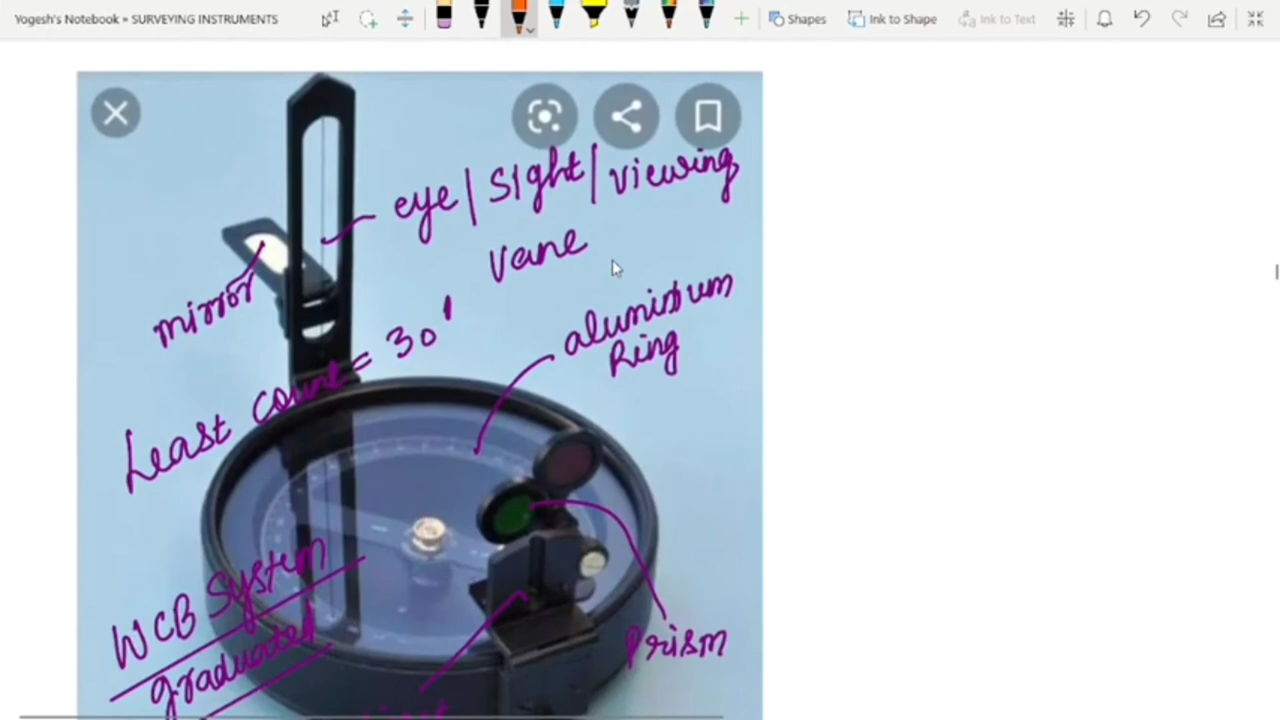 Yogesh's Notebook » SURVEYING INSTRUMENTS
Shapes
Ink to Shape
Ink to Text
eye/Sight/viewing
vane
mirror
Least count = 30'
aluminium
Ring
WCB System
graduated
Prism